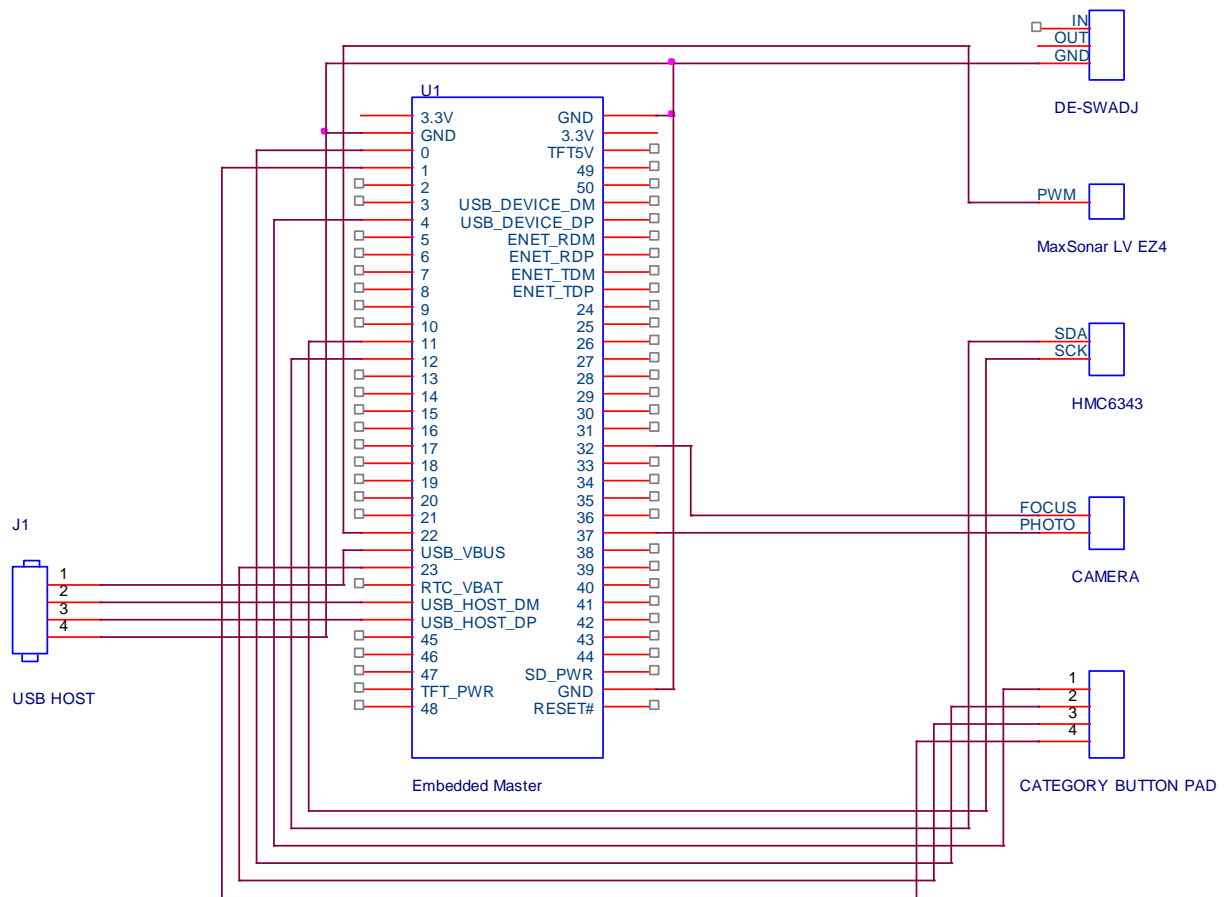 IN
OUT
GND
DE-SWADJ
U1
3.3V GND
GND 3.3V
0 TFT5V
1 49
2 50
3 USB_DEVICE_DM
4 USB_DEVICE_DP
5 ENET_RDM
6 ENET_RDP
7 ENET_TDM
8 ENET_TDP
9 24
10 25
11 26
12 27
13 28
14 29
15 30
16 31
17 32
18 33
19 34
20 35
21 36
22 37
USB_VBUS 38
23 39
RTC_VBAT 40
USB_HOST_DM 41
USB_HOST_DP 42
45 43
46 44
47 SD_PWR
TFT_PWR GND
48 RESET#
Embedded Master
PWM
MaxSonar LV EZ4
SDA
SCK
HMC6343
FOCUS
PHOTO
CAMERA
J1
1
2
3
4
USB HOST
1
2
3
4
CATEGORY BUTTON PAD